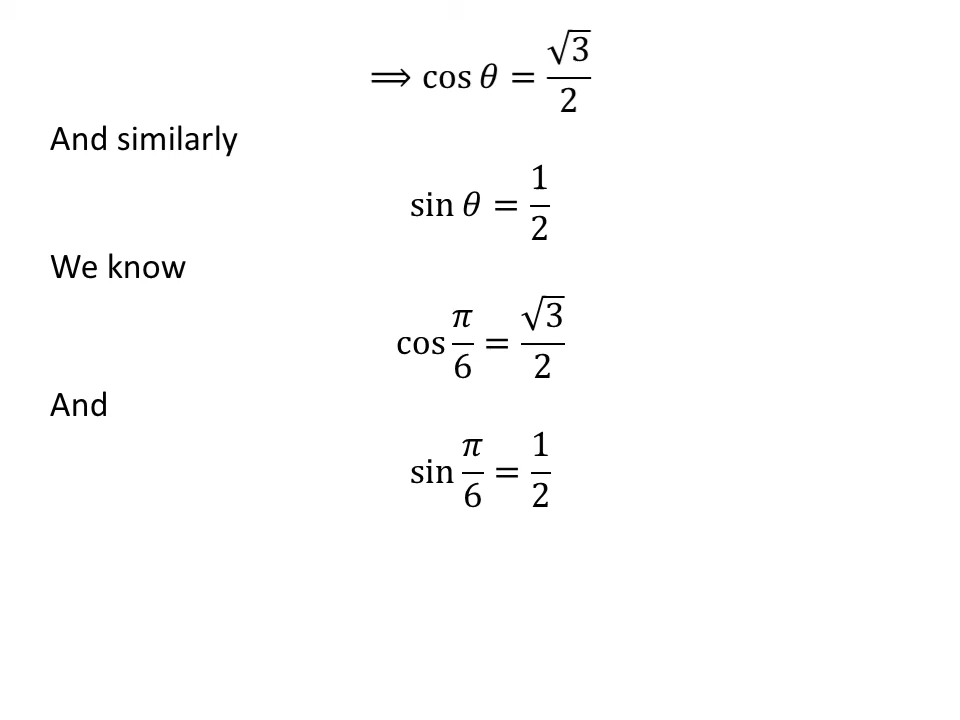 ⟹ cos θ = √3/2
And similarly
sin θ = 1/2
We know
cos π/6 = √3/2
And
sin π/6 = 1/2